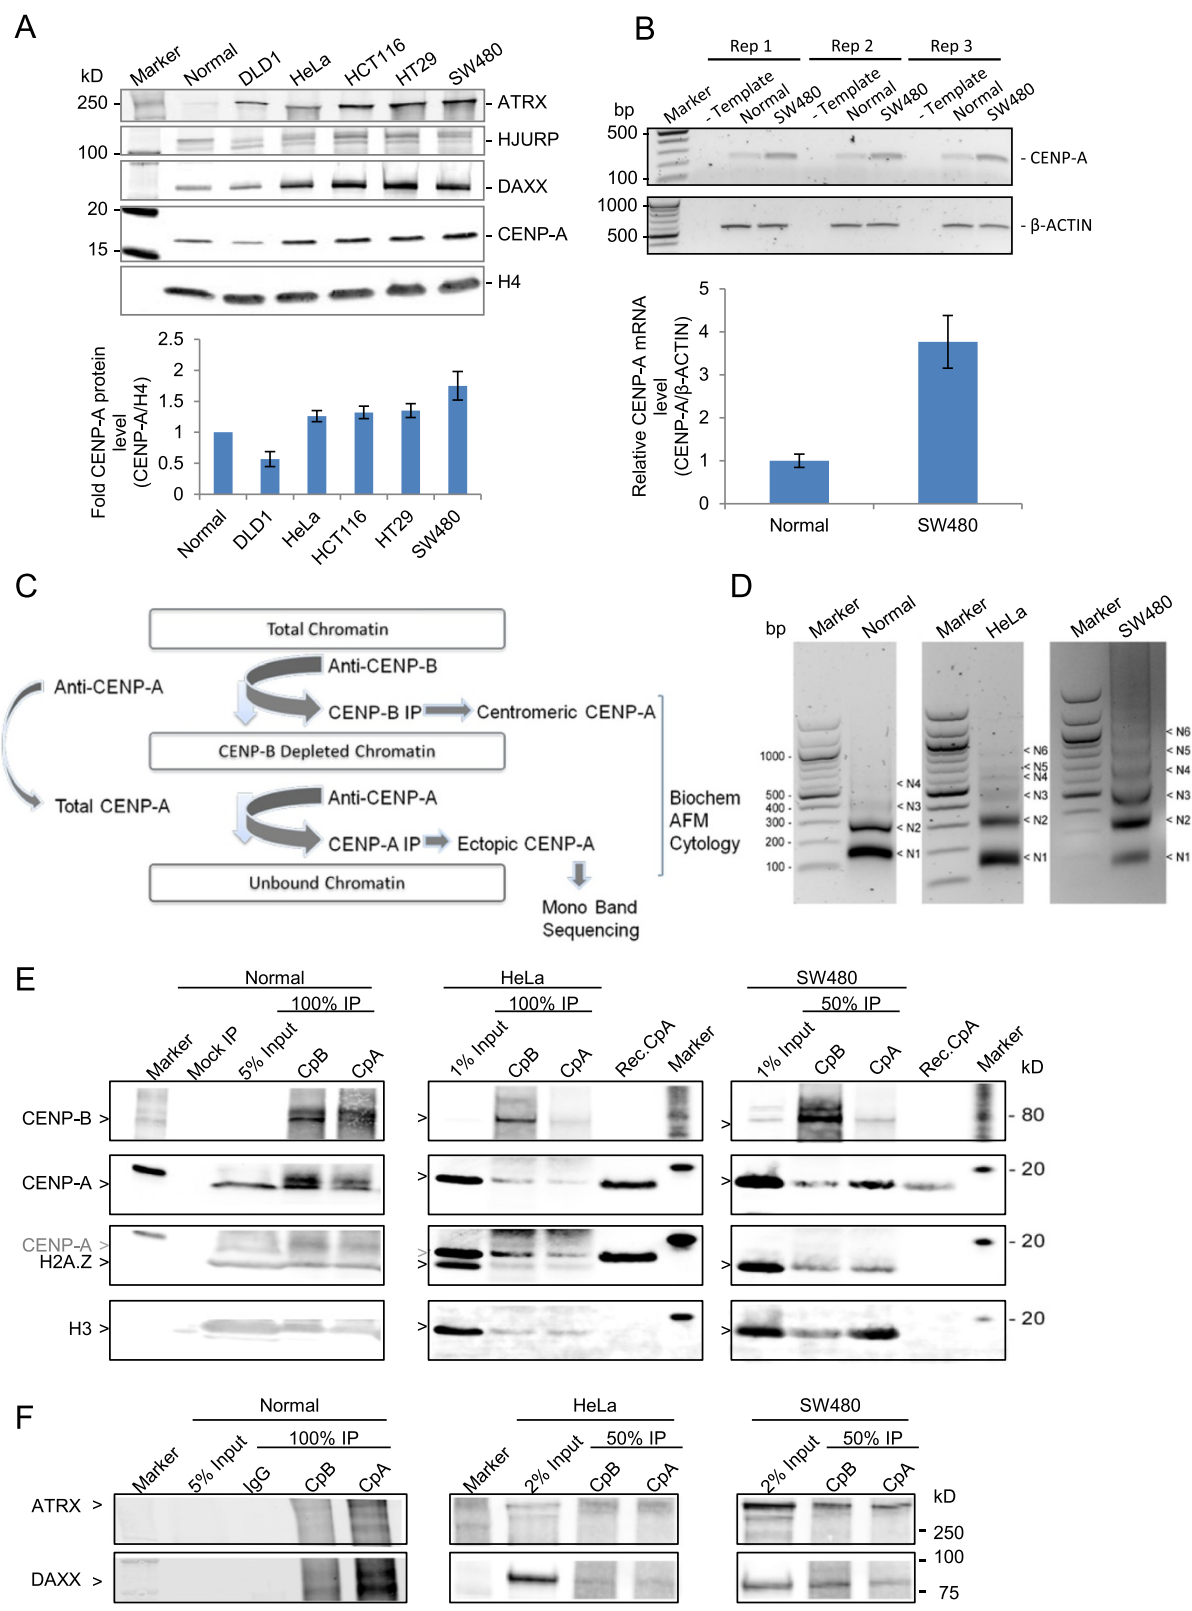 A
kD
Marker
Normal
DLD1
HeLa
HCT116
HT29
SW480
250
- ATRX
- HJURP
100
- DAXX
20
- CENP-A
15
- H4
Fold CENP-A protein
level
(CENP-A/H4)
2.5
2
1.5
1
0.5
0
Normal
DLD1
HeLa
HCT116
HT29
SW480
B
Rep 1
Rep 2
Rep 3
bp
Marker
- Template
Normal
SW480
- Template
Normal
SW480
- Template
Normal
SW480
500
- CENP-A
100
1000
- β-ACTIN
500
Relative CENP-A mRNA
level
(CENP-A/β-ACTIN)
5
4
3
2
1
0
Normal
SW480
C
Total Chromatin
Anti-CENP-B
Anti-CENP-A
CENP-B IP
Centromeric CENP-A
CENP-B Depleted Chromatin
Total CENP-A
Anti-CENP-A
Biochem
AFM
Cytology
CENP-A IP
Ectopic CENP-A
Unbound Chromatin
Mono Band
Sequencing
D
bp
Marker
Normal
Marker
HeLa
Marker
SW480
1000 -
500 -
400 -
300 -
200 -
100 -
< N4
< N3
< N2
< N1
< N6
< N5
< N4
< N3
< N2
< N1
< N6
< N5
< N4
< N3
< N2
< N1
E
Normal
HeLa
SW480
100% IP
100% IP
50% IP
Marker
Mock IP
5% Input
CpB
CpA
1% Input
CpB
CpA
Rec.CpA
Marker
1% Input
CpB
CpA
Rec.CpA
Marker
kD
CENP-B >
>
>
- 80
CENP-A >
>
>
- 20
CENP-A >
H2A.Z >
>
>
>
- 20
H3 >
>
>
- 20
F
Normal
HeLa
SW480
100% IP
50% IP
50% IP
Marker
5% Input
IgG
CpB
CpA
Marker
2% Input
CpB
CpA
2% Input
CpB
CpA
kD
ATRX >
- 250
- 100
DAXX >
- 75